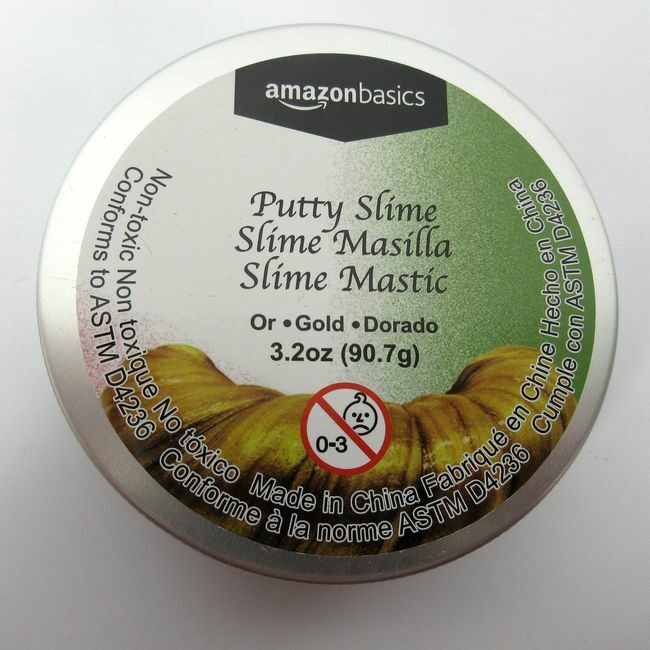 amazonbasics
Putty Slime
Slime Masilla
Slime Mastic
Or • Gold • Dorado
3.2oz (90.7g)
0-3
Non-toxic Non toxique No tóxico Made in China Fabriqué en Chine Hecho en China
Conforms to ASTM D4236 Conforme à la norme ASTM D4236 Cumple con ASTM D4236